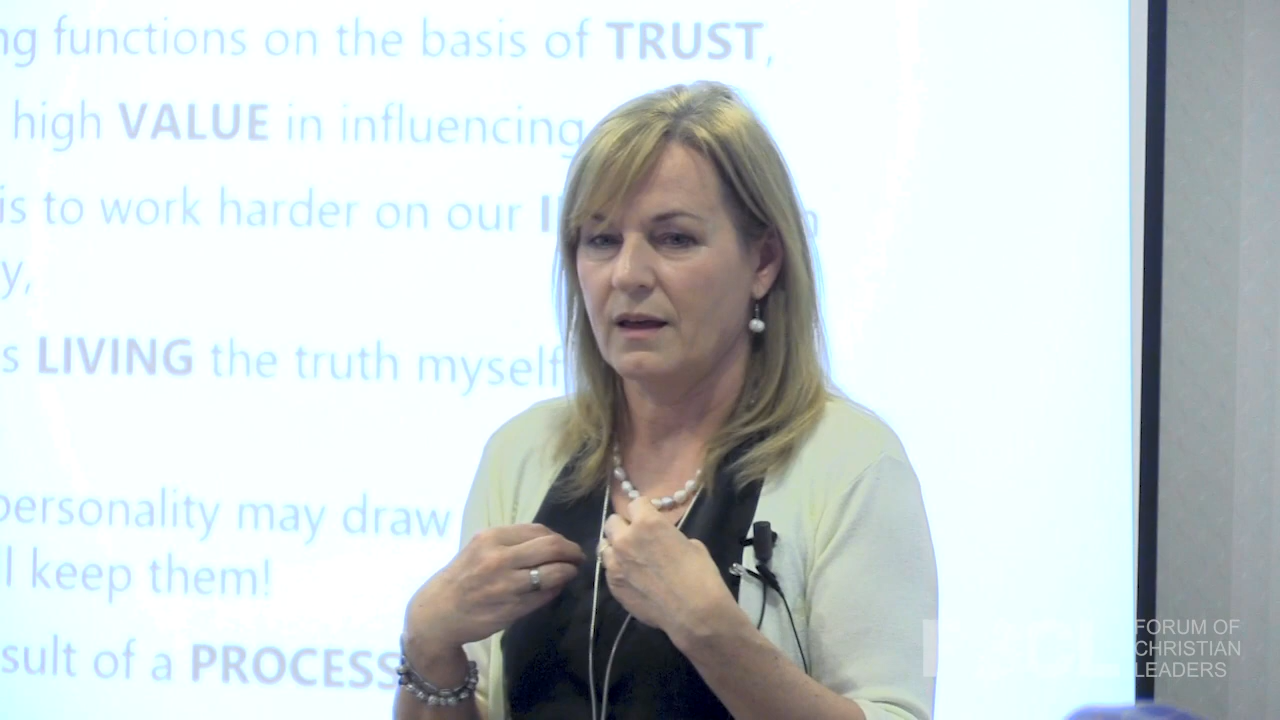 ng functions on the basis of TRUST,
high VALUE in influencing
is to work harder on our
y,
s LIVING the truth myself
personality may draw
l keep them!
sult of a PROCESS
FORUM OF
CHRISTIAN
LEADERS